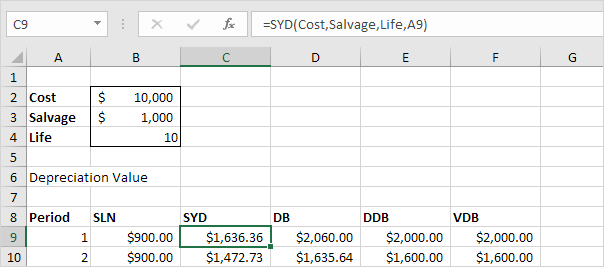 C9 fx =SYD(Cost,Salvage,Life,A9)
A B C D E F G
1
2 Cost $ 10,000
3 Salvage $ 1,000
4 Life 10
5
6 Depreciation Value
7
8 Period SLN SYD DB DDB VDB
9 1 $900.00 $1,636.36 $2,060.00 $2,000.00 $2,000.00
10 2 $900.00 $1,472.73 $1,635.64 $1,600.00 $1,600.00